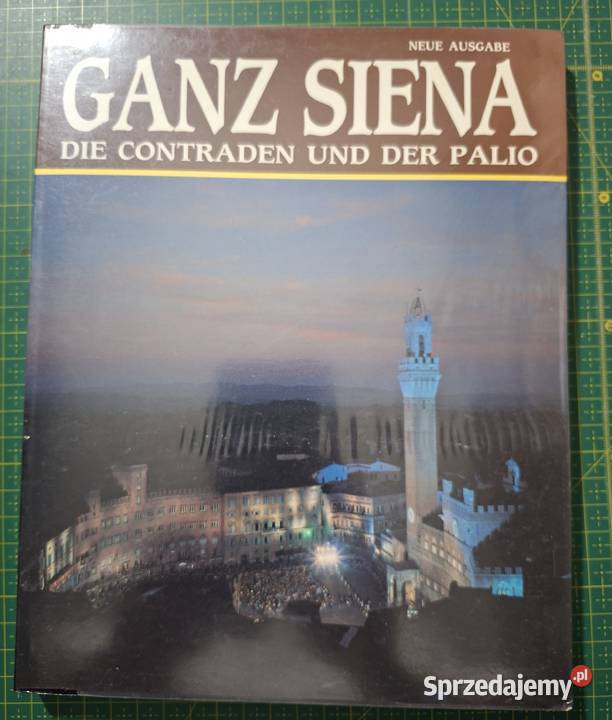 NEUE AUSGABE
GANZ SIENA
DIE CONTRADEN UND DER PALIO
Sprzedajemy.pl